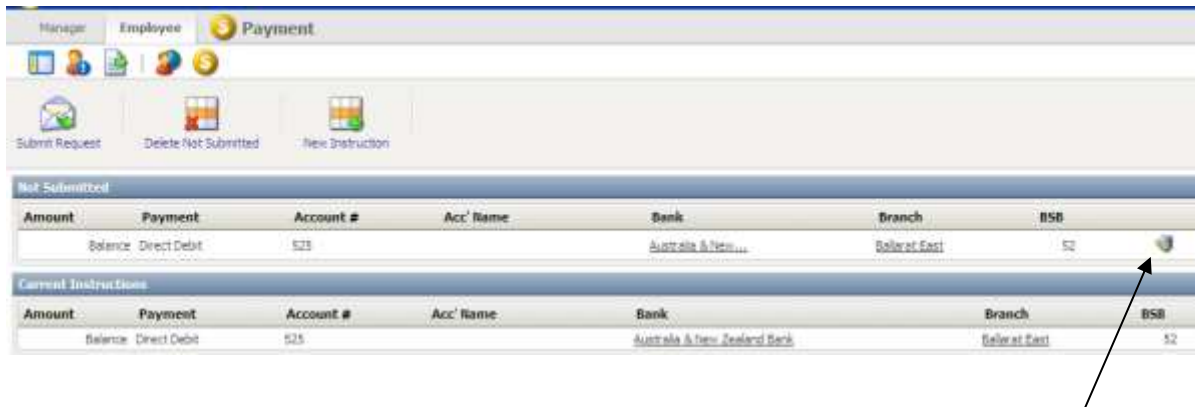 Manager Employee Payment
Submit Request Delete Not Submitted New Instruction
Not Submitted
Amount Payment Account # Acc' Name Bank Branch BSB
Balance Direct Debit 525 Australia & New... Ballarat East 52
Current Instructions
Amount Payment Account # Acc' Name Bank Branch BSB
Balance Direct Debit 525 Australia & New Zealand Bank Ballarat East 52